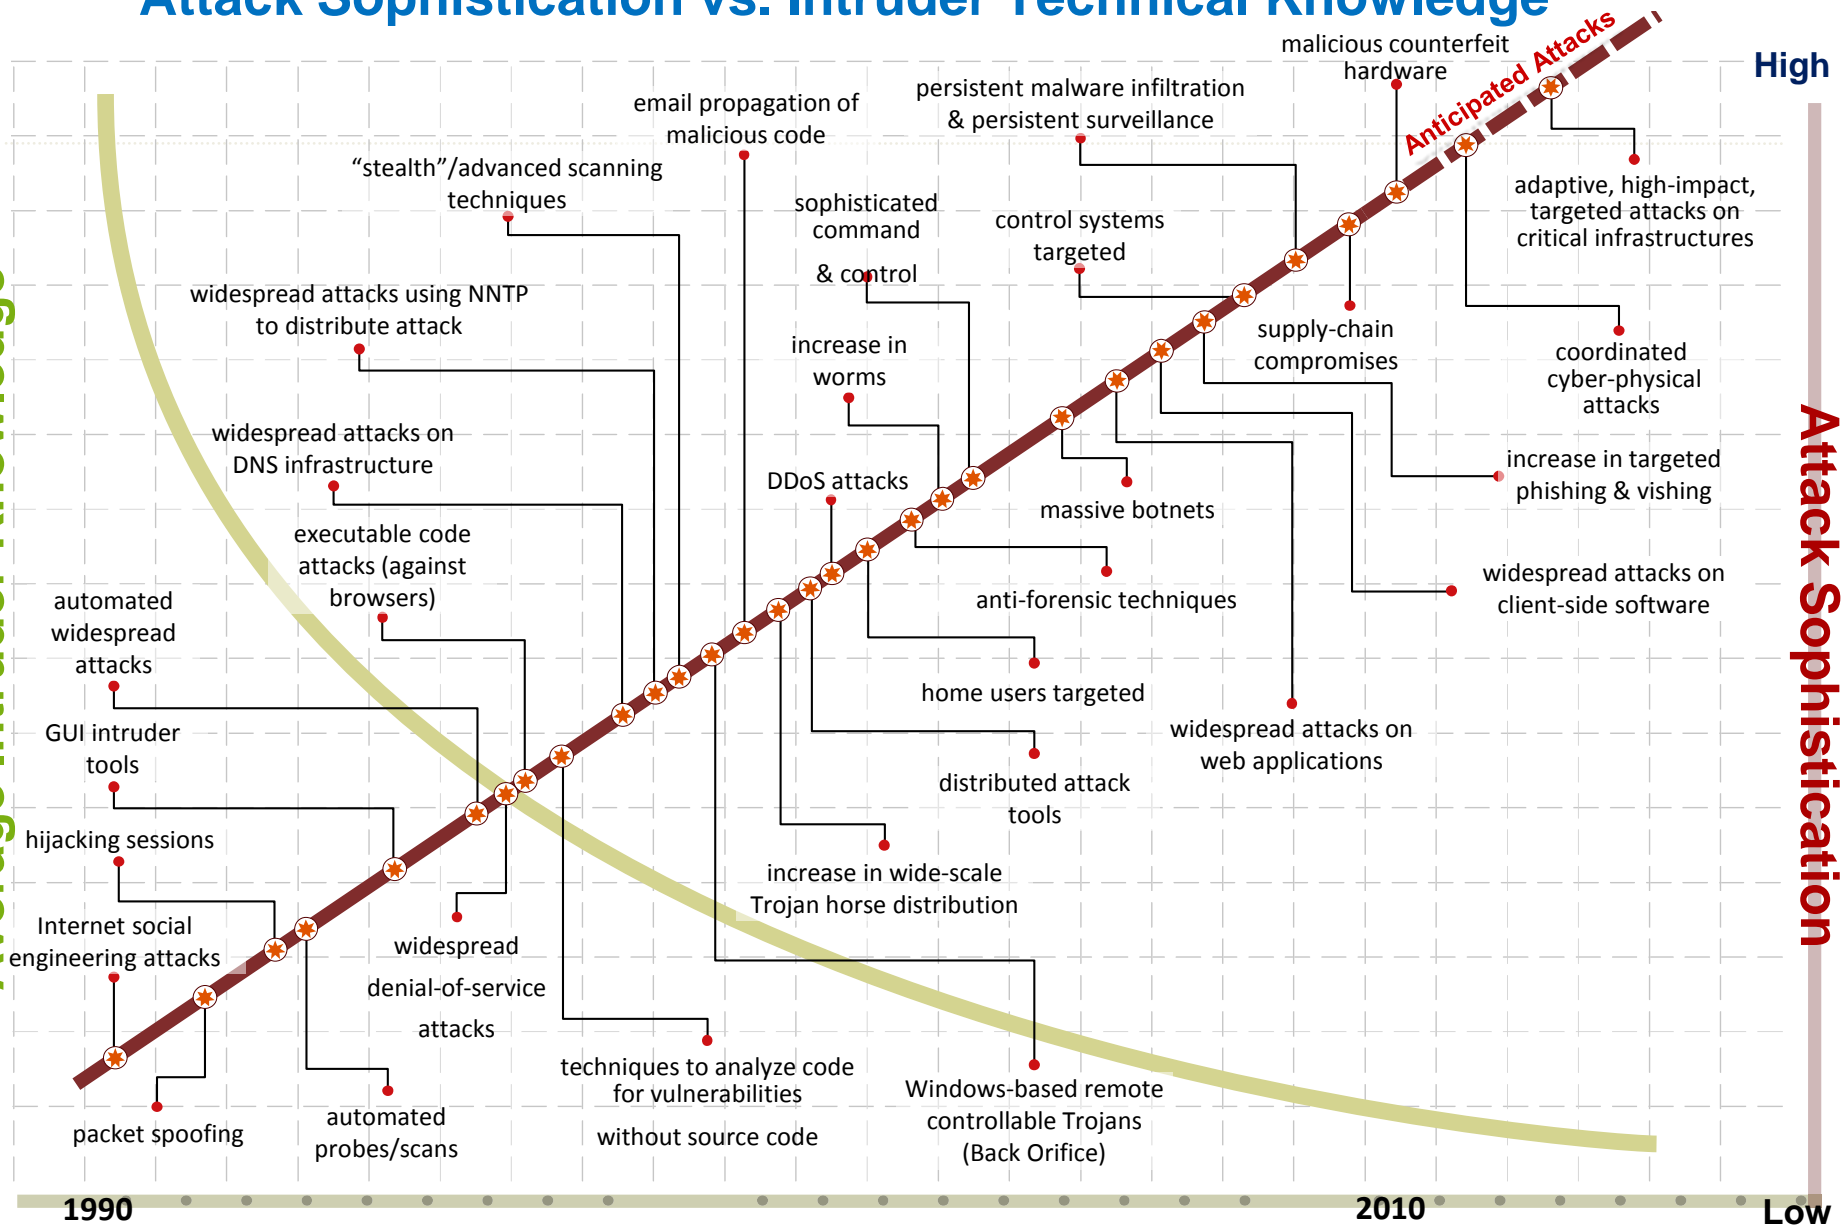 Attack Sophistication vs. Intruder Technical Knowledge
High
malicious counterfeit
hardware
Anticipated Attacks
email propagation of
malicious code
persistent malware infiltration
& persistent surveillance
“stealth”/advanced scanning
techniques
sophisticated
command
& control
control systems
targeted
adaptive, high-impact,
targeted attacks on
critical infrastructures
widespread attacks using NNTP
to distribute attack
increase in
worms
supply-chain
compromises
coordinated
cyber-physical
attacks
widespread attacks on
DNS infrastructure
DDoS attacks
massive botnets
increase in targeted
phishing & vishing
executable code
attacks (against
browsers)
anti-forensic techniques
widespread attacks on
client-side software
automated
widespread
attacks
home users targeted
widespread attacks on
web applications
GUI intruder
tools
distributed attack
tools
hijacking sessions
increase in wide-scale
Trojan horse distribution
Internet social
engineering attacks
widespread
denial-of-service
attacks
techniques to analyze code
for vulnerabilities
without source code
Windows-based remote
controllable Trojans
(Back Orifice)
packet spoofing
automated
probes/scans
Attack Sophistication
1990
2010
Low